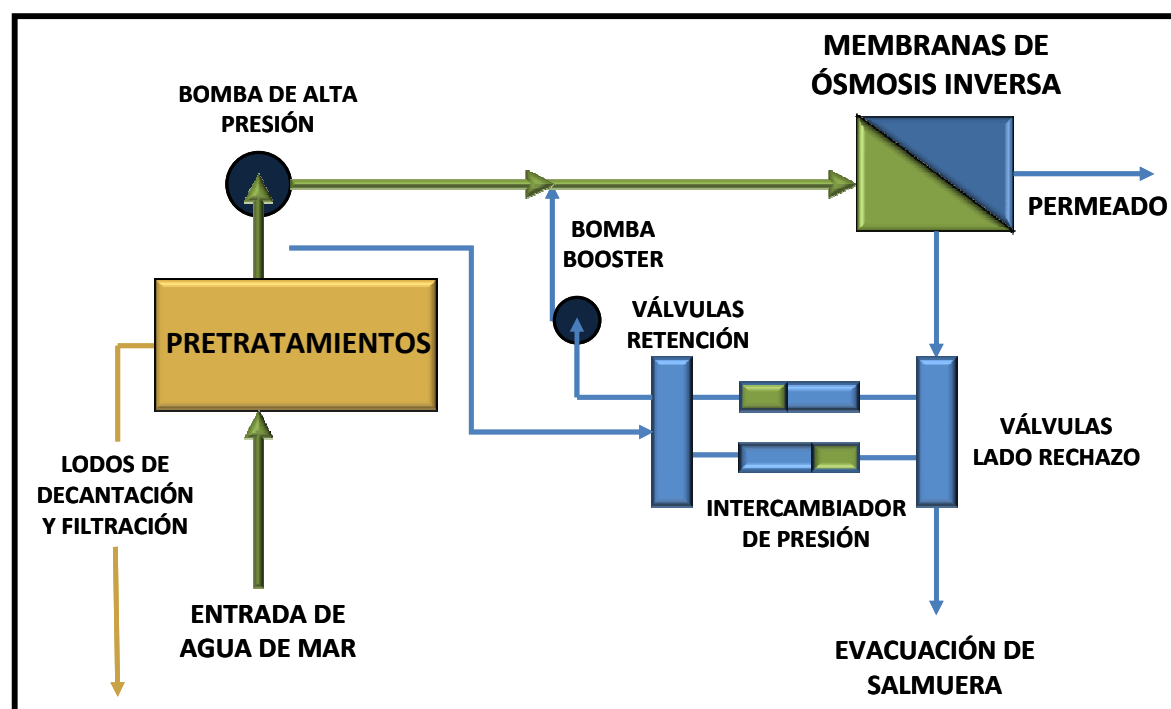 MEMBRANAS DE
ÓSMOSIS INVERSA
BOMBA DE ALTA
PRESIÓN
PERMEADO
BOMBA
BOOSTER
VÁLVULAS
RETENCIÓN
PRETRATAMIENTOS
VÁLVULAS
LADO RECHAZO
LODOS DE
DECANTACIÓN
Y FILTRACIÓN
INTERCAMBIADOR
DE PRESIÓN
ENTRADA DE
AGUA DE MAR
EVACUACIÓN DE
SALMUERA